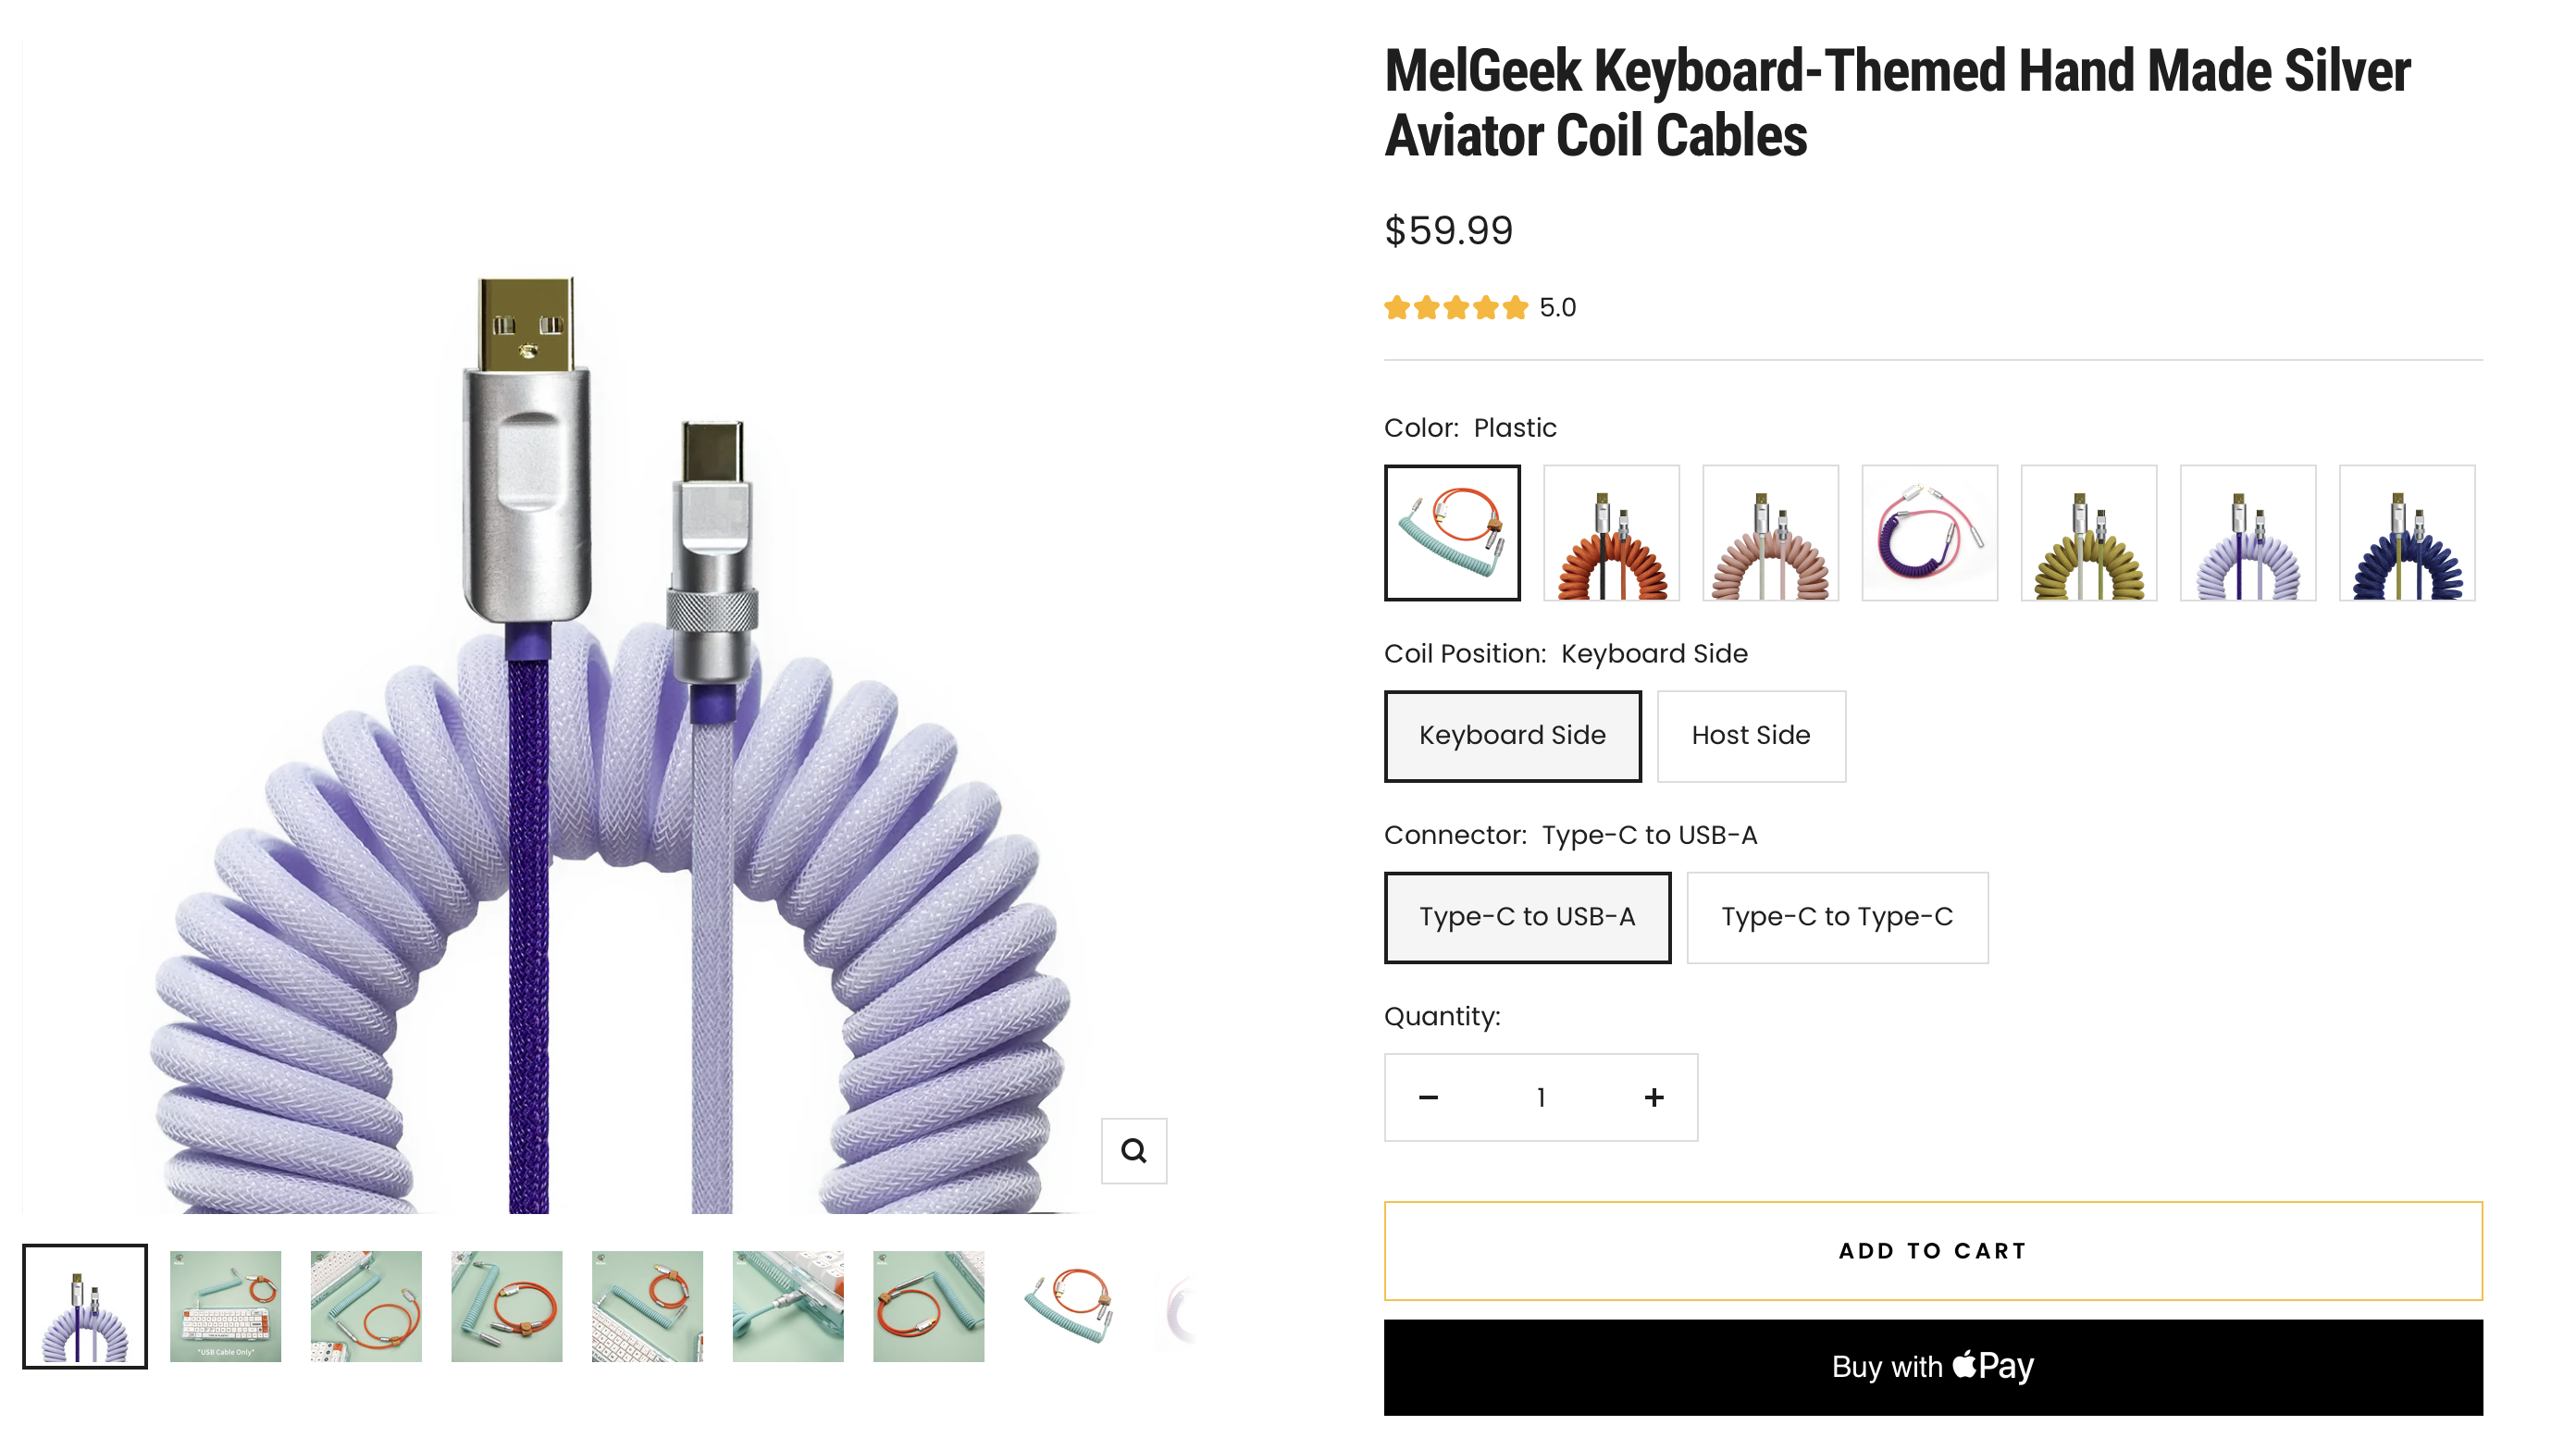 MelGeek Keyboard-Themed Hand Made Silver
Aviator Coil Cables
$59.99
5.0
Color: Plastic
Coil Position: Keyboard Side
Keyboard Side
Host Side
Connector: Type-C to USB-A
Type-C to USB-A
Type-C to Type-C
Quantity:
− 1 +
ADD TO CART
Buy with Pay
"USB Cable Only"